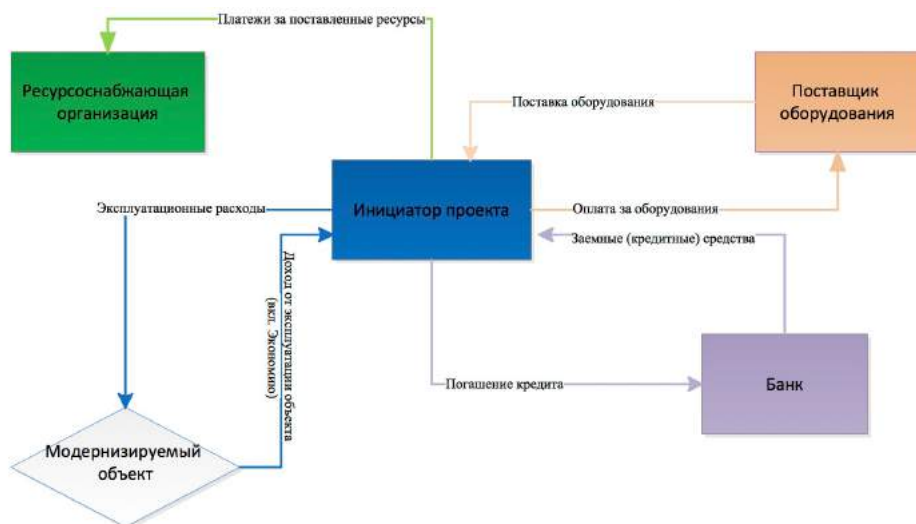 Платежи за поставленные ресурсы
Ресурсоснабжающая
организация
Поставка оборудования
Поставщик
оборудования
Эксплуатационные расходы
Инициатор проекта
Оплата за оборудования
Заемные (кредитные) средства
Доход от эксплуатации объекта
(вкл. Экономию)
Погашение кредита
Банк
Модернизируемый
объект